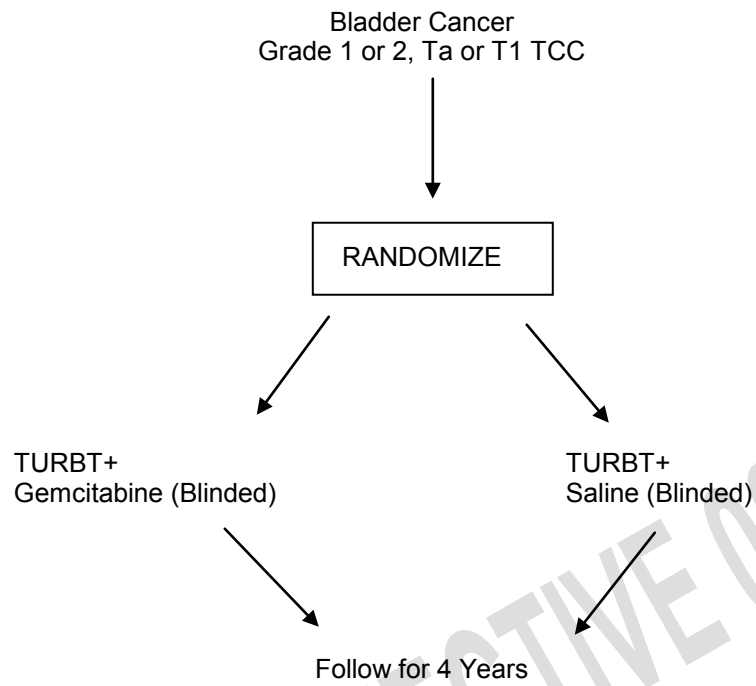 Bladder Cancer
Grade 1 or 2, Ta or T1 TCC
RANDOMIZE
TURBT+
Gemcitabine (Blinded)
TURBT+
Saline (Blinded)
Follow for 4 Years